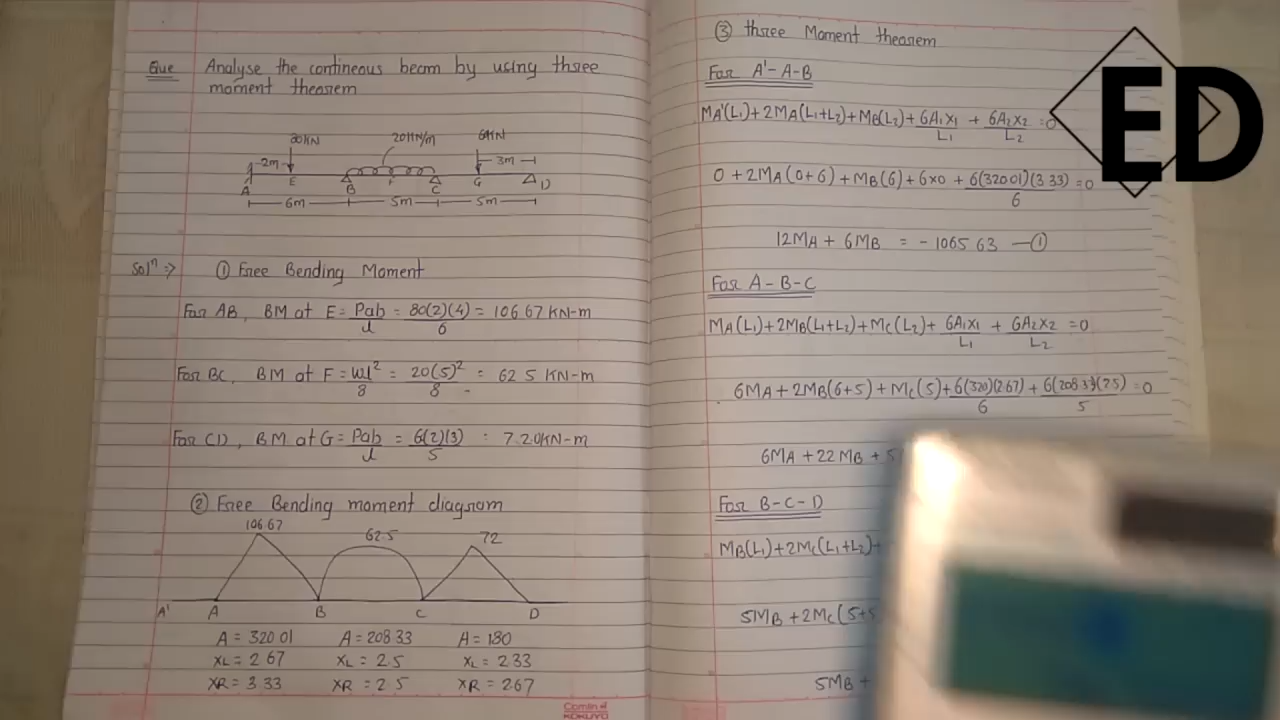 Que Analyse the contineous beam by using three
moment theorem
80KN 20KN/m 64KN
2m 3m
A E B F C G D
6m 5m 5m
Solⁿ ⇒ ① Free Bending Moment
For AB, BM at E = Pab/l = 80(2)(4)/6 = 106.67 KN-m
For BC, BM at F = wl²/8 = 20(5)²/8 = 62.5 KN-m
For CD, BM at G = Pab/l = 6(2)(3)/5 = 7.20KN-m
② Free Bending moment diagram
106.67 62.5 72
A' A B C D
A = 320.01 A = 208.33 A = 180
XL = 2.67 XL = 2.5 XL = 2.33
XR = 3.33 XR = 2.5 XR = 2.67
③ three Moment theorem
For A'-A-B
MA'(L1)+2MA(L1+L2)+MB(L2)+6A1X1/L1 + 6A2X2/L2 =0
0+2MA(0+6)+MB(6)+6×0+6(320.01)(3.33)/6=0
12MA+6MB = -1065.63 —①
For A-B-C
MA(L1)+2MB(L1+L2)+MC(L2)+6A1X1/L1 + 6A2X2/L2 =0
6MA+2MB(6+5)+MC(5)+6(320)(2.67)/6 + 6(208.33)(2.5)/5 =0
6MA+22MB+5
For B-C-D
MB(L1)+2MC(L1+L2)+
5MB+2MC(5+5
5MB+
ED
Camlin
KOKUYO